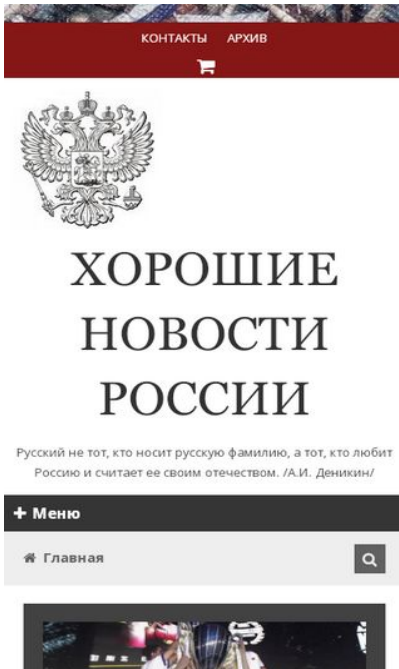 КОНТАКТЫ АРХИВ
ХОРОШИЕ
НОВОСТИ
РОССИИ
Русский не тот, кто носит русскую фамилию, а тот, кто любит
Россию и считает ее своим отечеством. /А.И. Деникин/
+ Меню
Главная